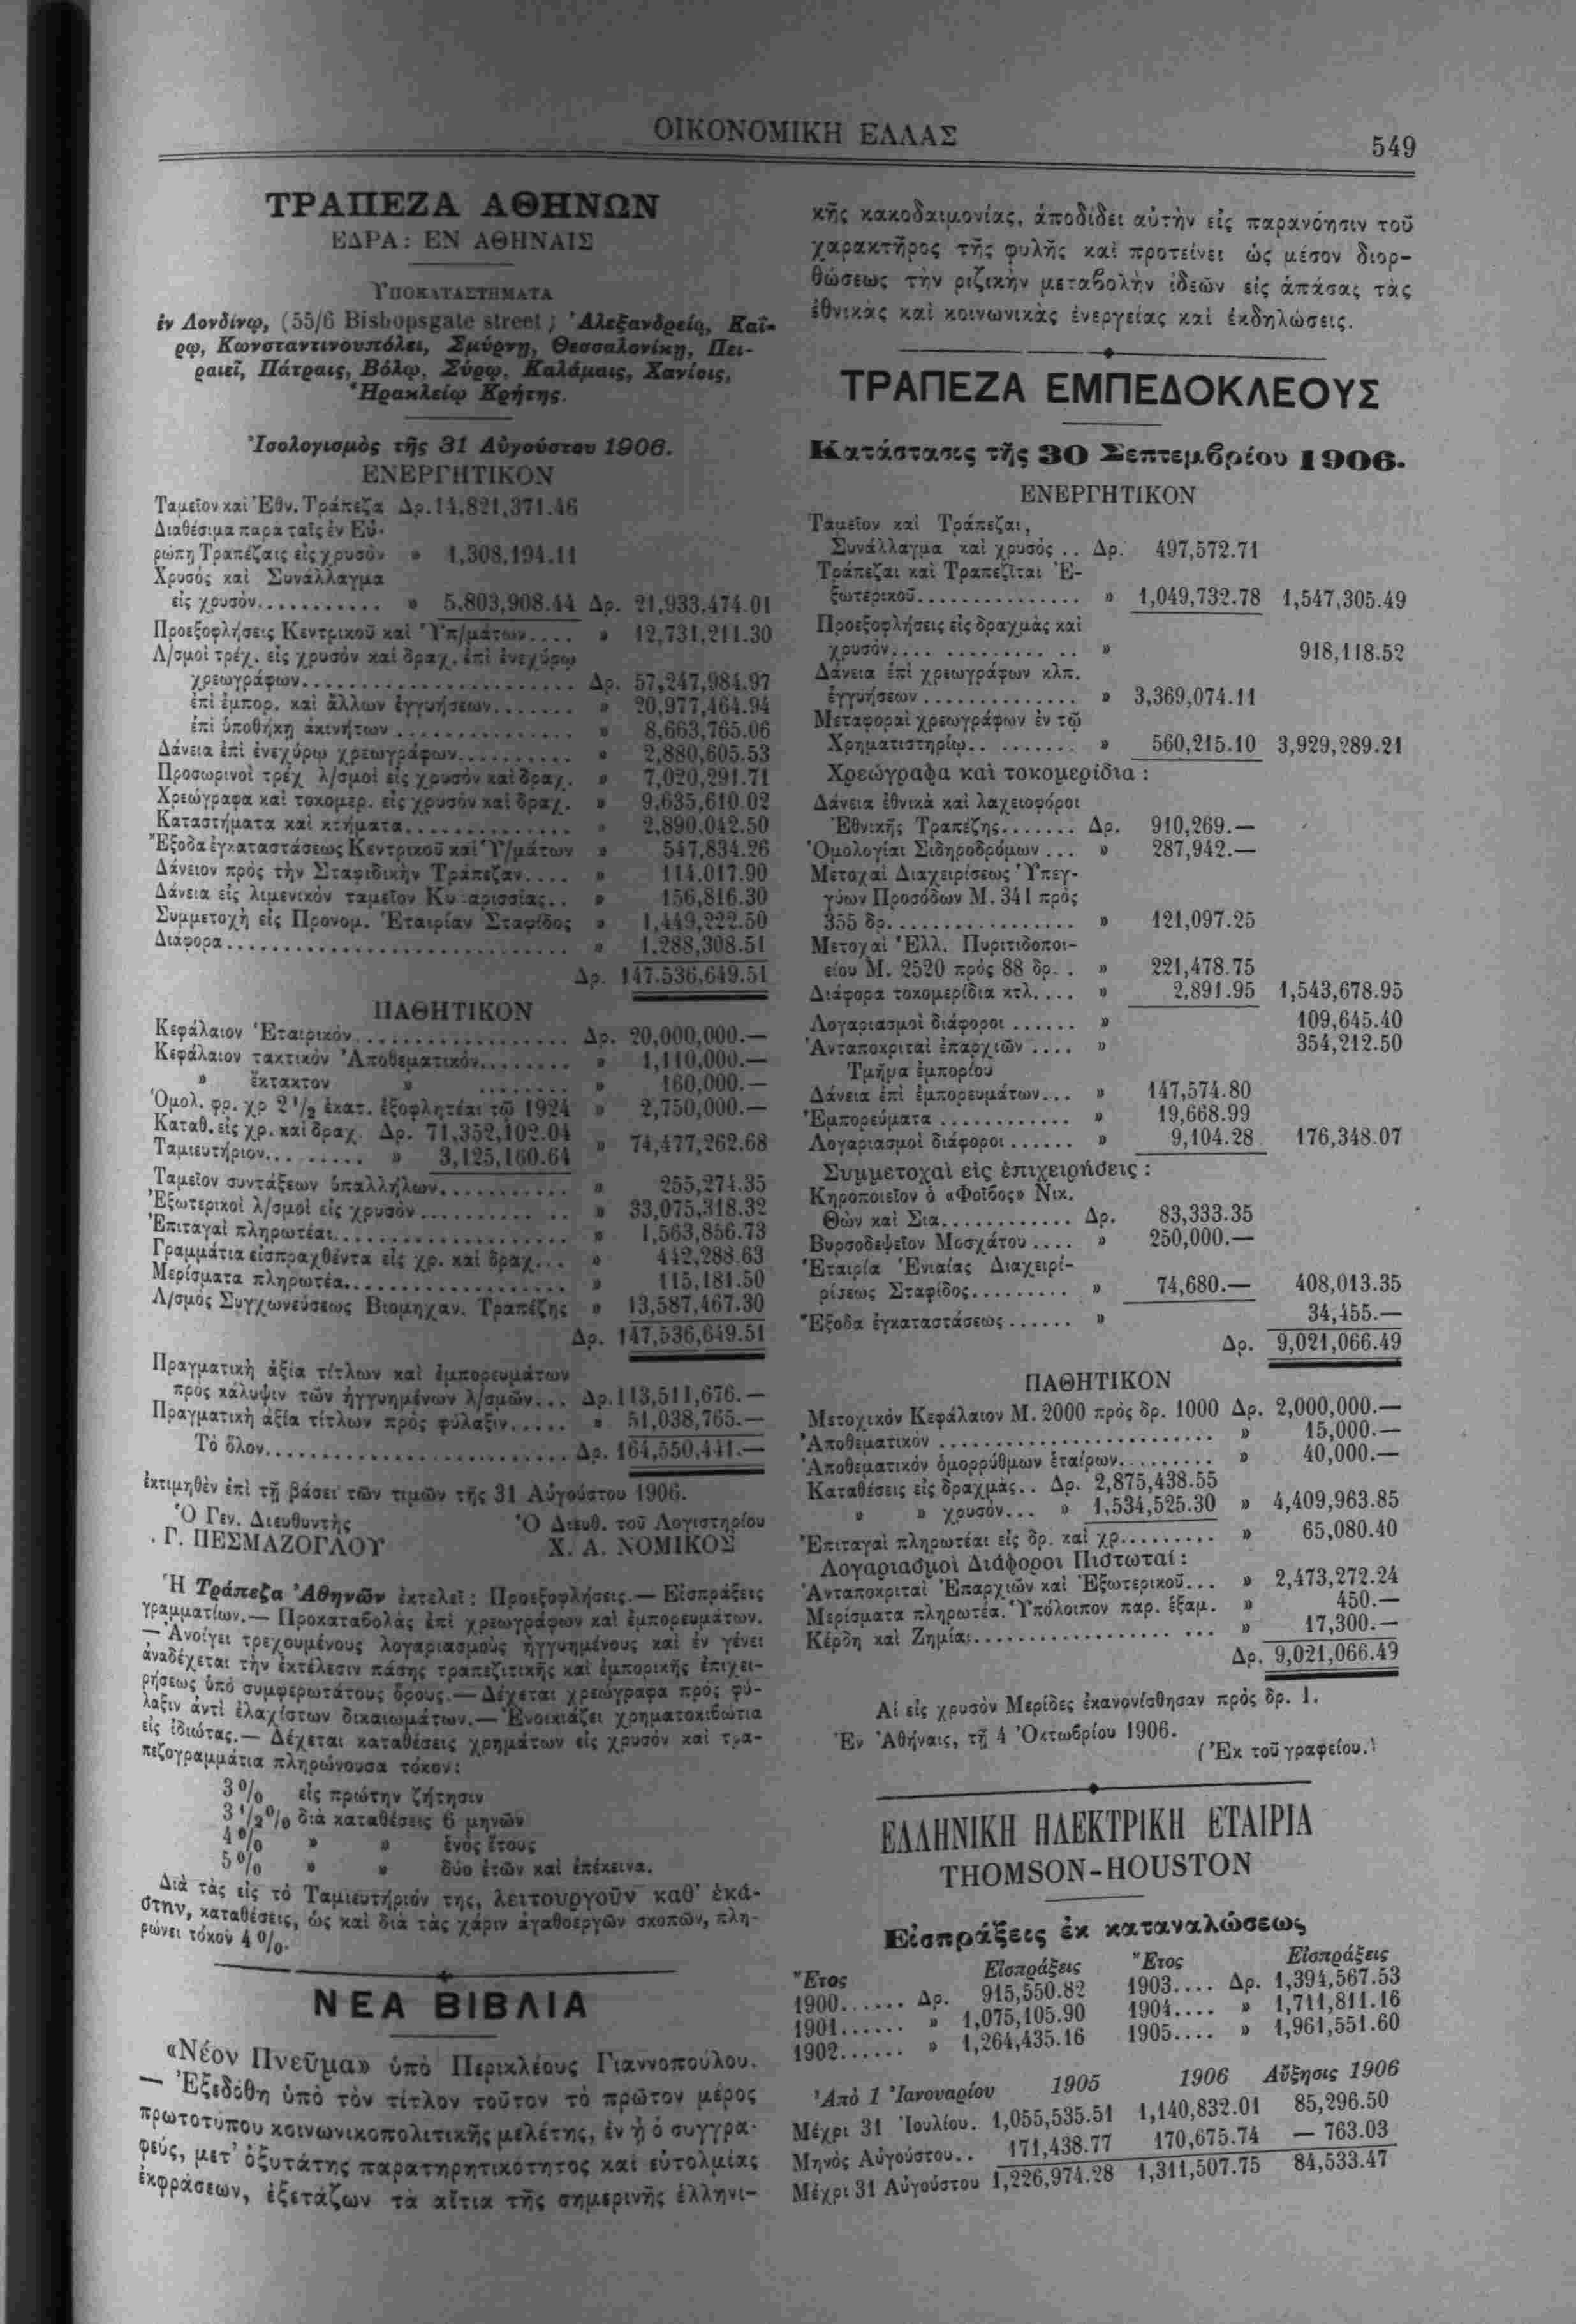 ΟΙΚΟΝΟΜΙΚΗ ΕΛΛΑΣ
549
ΤΡΑΠΕΖΑ ΑΘΗΝΩΝ
ΕΔΡΑ: ΕΝ ΑΘΗΝΑΙΣ
ΥΠΟΚΑΤΑΣΤΗΜΑΤΑ
ἐν Λονδίνῳ, (55/6 Bishopsgate street) Ἀλεξανδρείᾳ, Καΐ-
ρῳ, Κωνσταντινουπόλει, Σμύρνῃ, Θεσσαλονίκῃ, Πει-
ραιεῖ, Πάτραις, Βόλῳ, Σύρῳ, Καλάμαις, Χανίοις,
Ἡρακλείῳ Κρήτης.
Ἰσολογισμὸς τῆς 31 Αὐγούστου 1906.
ΕΝΕΡΓΗΤΙΚΟΝ
Ταμεῖον καὶ Ἐθν. Τράπεζα Δρ. 14.821,371.46
Διαθέσιμα παρὰ ταῖς ἐν Εὐ-
ρώπῃ Τραπέζαις εἰς χρυσὸν » 1,308,194.11
Χρυσὸς καὶ Συνάλλαγμα
εἰς χρυσόν............ » 5,803,908.44 Δρ. 21,933,474.01
Προεξοφλήσεις Κεντρικοῦ καὶ Ὑπ/μάτων.... » 12,731,211.30
Λ/σμοὶ τρέχ. εἰς χρυσὸν καὶ δραχ. ἐπὶ ἐνεχύρῳ
χρεωγράφων........................ Δρ. 57,247,984.97
ἐπὶ ἐμπορ. καὶ ἄλλων ἐγγυήσεων....... » 20,977,464.94
ἐπὶ ὑποθήκῃ ἀκινήτων ............... » 8,663,765.06
Δάνεια ἐπὶ ἐνεχύρῳ χρεωγράφων.......... » 2,880,605.53
Προσωρινοὶ τρέχ λ/σμοὶ εἰς χρυσὸν καὶ δραχ. » 7,020,291.71
Χρεώγραφα καὶ τοκομερ. εἰς χρυσὸν καὶ δραχ. » 9,635,610.02
Καταστήματα καὶ κτήματα.............. » 2,890,042.50
Ἔξοδα ἐγκαταστάσεως Κεντρικοῦ καὶ Ὑ/μάτων » 547,834.26
Δάνειον πρὸς τὴν Σταφιδικὴν Τράπεζαν.... » 114.017.90
Δάνεια εἰς λιμενικὸν ταμεῖον Κυπαρισσίας.. » 156,816.30
Συμμετοχὴ εἰς Προνομ. Ἑταιρίαν Σταφίδος » 1,449,222.50
Διάφορα.............................. » 1.288,308.51
Δρ. 147.536,649.51
ΠΑΘΗΤΙΚΟΝ
Κεφάλαιον Ἑταιρικόν.................. Δρ. 20,000,000.—
Κεφάλαιον τακτικὸν Ἀποθεματικόν........ » 1,110,000.—
» ἔκτακτον » ........ » 160,000.—
Ὁμολ. φρ. χρ 2 1/2 ἑκατ. ἐξοφλητέαι τῷ 1924 » 2,750,000.—
Καταθ. εἰς χρ. καὶ δραχ. Δρ. 71,352,102.04
Ταμιευτήριον......... » 3,125,160.64 » 74,477,262.68
Ταμεῖον συντάξεων ὑπαλλήλων........... » 255,274.35
Ἐξωτερικοὶ λ/σμοὶ εἰς χρυσὸν............. » 33,075,318.32
Ἐπιταγαὶ πληρωτέαι..................... » 1,563,856.73
Γραμμάτια εἰσπραχθέντα εἰς χρ. καὶ δραχ... » 442,288.63
Μερίσματα πληρωτέα..................... » 115,181.50
Λ/σμὸς Συγχωνεύσεως Βιομηχαν. Τραπέζης » 13,587,467.30
Δρ. 147,536,649.51
Πραγματικὴ ἀξία τίτλων καὶ ἐμπορευμάτων
πρὸς κάλυψιν τῶν ἠγγυημένων λ/σμῶν... Δρ. 113,511,676.—
Πραγματικὴ ἀξία τίτλων πρὸς φύλαξιν..... » 51,038,765.—
Τὸ ὅλον............................ Δρ. 164,550,441.—
ἐκτιμηθὲν ἐπὶ τῇ βάσει τῶν τιμῶν τῆς 31 Αὐγούστου 1906.
Ὁ Γεν. Διευθυντὴς Ὁ Διευθ. τοῦ Λογιστηρίου
Γ. ΠΕΣΜΑΖΟΓΛΟΥ Χ. Α. ΝΟΜΙΚΟΣ
Ἡ Τράπεζα Ἀθηνῶν ἐκτελεῖ: Προεξοφλήσεις.— Εἰσπράξεις
γραμματίων.— Προκαταβολὰς ἐπὶ χρεωγράφων καὶ ἐμπορευμάτων.
— Ἀνοίγει τρεχουμένους λογαριασμοὺς ἠγγυημένους καὶ ἐν γένει
ἀναδέχεται τὴν ἐκτέλεσιν πάσης τραπεζιτικῆς καὶ ἐμπορικῆς ἐπιχει-
ρήσεως ὑπὸ συμφερωτάτους ὅρους.— Δέχεται χρεώγραφα πρὸς φύ-
λαξιν ἀντὶ ἐλαχίστων δικαιωμάτων.— Ἐνοικιάζει χρηματοκιβώτια
εἰς ἰδιώτας.— Δέχεται καταθέσεις χρημάτων εἰς χρυσὸν καὶ τρα-
πεζογραμμάτια πληρώνουσα τόκον:
3 0/0 εἰς πρώτην ζήτησιν
3 1/2 0/0 διὰ καταθέσεις 6 μηνῶν
4 0/0 » » ἑνὸς ἔτους
5 0/0 » » δύο ἐτῶν καὶ ἐπέκεινα.
Διὰ τὰς εἰς τὸ Ταμιευτήριόν της, λειτουργοῦν καθ' ἑκά-
στην, καταθέσεις, ὡς καὶ διὰ τὰς χάριν ἀγαθοεργῶν σκοπῶν, πλη-
ρώνει τόκον 4 0/0.
ΝΕΑ ΒΙΒΛΙΑ
«Νέον Πνεῦμα» ὑπὸ Περικλέους Γιαννοπούλου.
— Ἐξεδόθη ὑπὸ τὸν τίτλον τοῦτον τὸ πρῶτον μέρος
πρωτοτύπου κοινωνικοπολιτικῆς μελέτης, ἐν ᾗ ὁ συγγρα-
φεύς, μετ' ὀξυτάτης παρατηρητικότητος καὶ εὐτολμίας
ἐκφράσεων, ἐξετάζων τὰ αἴτια τῆς σημερινῆς ἑλληνι-
κῆς κακοδαιμονίας, ἀποδίδει αὐτὴν εἰς παρανόησιν τοῦ
χαρακτῆρος τῆς φυλῆς καὶ προτείνει ὡς μέσον διορ-
θώσεως τὴν ριζικὴν μεταβολὴν ἰδεῶν εἰς ἁπάσας τὰς
ἐθνικὰς καὶ κοινωνικὰς ἐνεργείας καὶ ἐκδηλώσεις.
ΤΡΑΠΕΖΑ ΕΜΠΕΔΟΚΛΕΟΥΣ
Κατάστασις τῆς 30 Σεπτεμβρίου 1906.
ΕΝΕΡΓΗΤΙΚΟΝ
Ταμεῖον καὶ Τράπεζαι,
Συνάλλαγμα καὶ χρυσός .. Δρ. 497,572.71
Τράπεζαι καὶ Τραπεζῖται Ἐ-
ξωτερικοῦ................ » 1,049,732.78 1,547,305.49
Προεξοφλήσεις εἰς δραχμὰς καὶ
χρυσόν.................. » 918,118.52
Δάνεια ἐπὶ χρεωγράφων κλπ.
ἐγγυήσεων .............. » 3,369,074.11
Μεταφοραὶ χρεωγράφων ἐν τῷ
Χρηματιστηρίῳ.. ........ » 560,215.10 3,929,289.21
Χρεώγραφα καὶ τοκομερίδια :
Δάνεια ἐθνικὰ καὶ λαχειοφόροι
Ἐθνικῆς Τραπέζης....... Δρ. 910,269.—
Ὁμολογίαι Σιδηροδρόμων ... » 287,942.—
Μετοχαὶ Διαχειρίσεως Ὑπεγ-
γύων Προσόδων Μ. 341 πρὸς
355 δρ.................. » 121,097.25
Μετοχαὶ Ἑλλ. Πυριτιδοποι-
είου Μ. 2520 πρὸς 88 δρ. . » 221,478.75
Διάφορα τοκομερίδια κτλ.... » 2,891.95 1,543,678.95
Λογαριασμοὶ διάφοροι ...... » 109,645.40
Ἀνταποκριταὶ ἐπαρχιῶν .... » 354,212.50
Τμῆμα ἐμπορίου
Δάνεια ἐπὶ ἐμπορευμάτων... » 147,574.80
Ἐμπορεύματα ............. » 19,668.99
Λογαριασμοὶ διάφοροι ...... » 9,104.28 176,348.07
Συμμετοχαὶ εἰς ἐπιχειρήσεις :
Κηροποιεῖον ὁ «Φοῖβος» Νικ.
Θὼν καὶ Σια............. Δρ. 83,333.35
Βυρσοδεψεῖον Μοσχάτου .... » 250,000.—
Ἑταιρία Ἑνιαίας Διαχειρί-
ρίσεως Σταφίδος.......... » 74,680.— 408,013.35
Ἔξοδα ἐγκαταστάσεως ...... » 34,455.—
Δρ. 9,021,066.49
ΠΑΘΗΤΙΚΟΝ
Μετοχικὸν Κεφάλαιον Μ. 2000 πρὸς δρ. 1000 Δρ. 2,000,000.—
Ἀποθεματικὸν ........................... » 15,000.—
Ἀποθεματικὸν ὁμορρύθμων ἑταίρων......... » 40,000.—
Καταθέσεις εἰς δραχμάς.. Δρ. 2,875,438.55
» » χρυσόν... » 1,534,525.30 » 4,409,963.85
Ἐπιταγαὶ πληρωτέαι εἰς δρ. καὶ χρ......... » 65,080.40
Λογαριασμοὶ Διάφοροι Πιστωταί :
Ἀνταποκριταὶ Ἐπαρχιῶν καὶ Ἐξωτερικοῦ... » 2,473,272.24
Μερίσματα πληρωτέα. Ὑπόλοιπον παρ. ἑξαμ. » 450.—
Κέρδη καὶ Ζημίαι..................... » 17,300.—
Δρ. 9,021,066.49
Αἱ εἰς χρυσὸν Μερίδες ἐκανονίσθησαν πρὸς δρ. 1.
Ἐν Ἀθήναις, τῇ 4 Ὀκτωβρίου 1906.
(Ἐκ τοῦ γραφείου.)
ΕΛΛΗΝΙΚΗ ΗΛΕΚΤΡΙΚΗ ΕΤΑΙΡΙΑ
THOMSON-HOUSTON
Εἰσπράξεις ἐκ καταναλώσεως
Ἔτος Εἰσπράξεις Ἔτος Εἰσπράξεις
1900...... Δρ. 915,550.82 1903.... Δρ. 1,394,567.53
1901...... » 1,075,105.90 1904.... » 1,711,811.16
1902...... » 1,264,435.16 1905.... » 1,961,551.60
Ἀπὸ 1 Ἰανουαρίου 1905 1906 Αὔξησις 1906
Μέχρι 31 Ἰουλίου. 1,055,535.51 1,140,832.01 85,296.50
Μηνὸς Αὐγούστου.. 171,438.77 170,675.74 — 763.03
Μέχρι 31 Αὐγούστου 1,226,974.28 1,311,507.75 84,533.47